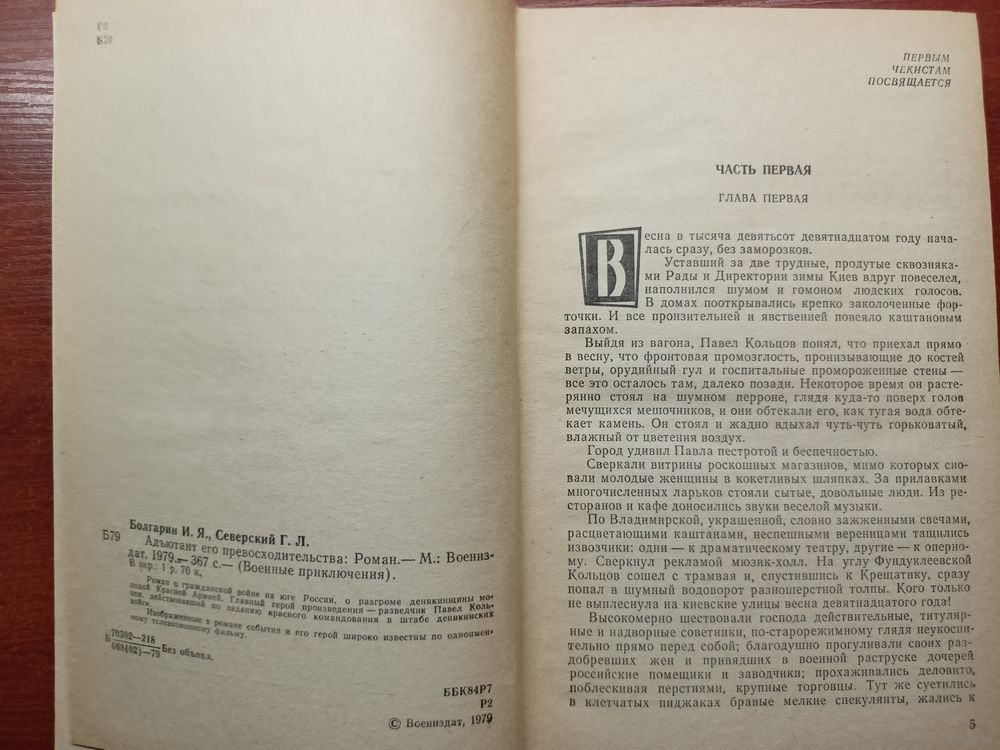 Р2
Б79
Болгарин И. Я., Северский Г. Л.
Б79
Адъютант его превосходительства: Роман.— М.: Воениз-
дат. 1979.— 367 с.— (Военные приключения).
В пер.: 1 р. 70 к.
Роман о гражданской войне на юге России, о разгроме деникинщины мо-
лодой Красной Армией. Главный герой произведения — разведчик Павел Коль-
цов, действовавший по заданию красного командования в штабе деникинских
войск.
Изображенные в романе события и его герой широко известны по одноимен-
ному телевизионному фильму.
Б 70302—218
068(02)—79 Без объявл.
ББК84Р7
Р2
© Воениздат, 1979
ПЕРВЫМ
ЧЕКИСТАМ
ПОСВЯЩАЕТСЯ
ЧАСТЬ ПЕРВАЯ
ГЛАВА ПЕРВАЯ
Весна в тысяча девятьсот девятнадцатом году нача-
лась сразу, без заморозков.
Уставший за две трудные, продутые сквозняка-
ми Рады и Директории зимы Киев вдруг повеселел,
наполнился шумом и гомоном людских голосов.
В домах пооткрывались крепко заколоченные фор-
точки. И все пронзительней и явственней повеяло каштановым
запахом.
Выйдя из вагона, Павел Кольцов понял, что приехал прямо
в весну, что фронтовая промозглость, пронизывающие до костей
ветры, орудийный гул и госпитальные промороженные стены —
все это осталось там, далеко позади. Некоторое время он расте-
рянно стоял на шумном перроне, глядя куда-то поверх голов
мечущихся мешочников, и они обтекали его, как тугая вода обте-
кает камень. Он стоял и жадно вдыхал чуть-чуть горьковатый,
влажный от цветения воздух.
Город удивил Павла пестротой и беспечностью.
Сверкали витрины роскошных магазинов, мимо которых сно-
вали молодые женщины в кокетливых шляпках. За прилавками
многочисленных ларьков стояли сытые, довольные люди. Из ре-
сторанов и кафе доносились звуки веселой музыки.
По Владимирской, украшенной, словно зажженными свечами,
расцветающими каштанами, неспешными вереницами тащились
извозчики: одни — к драматическому театру, другие — к оперно-
му. Сверкнул рекламой мюзик-холл. На углу Фундуклеевской
Кольцов сошел с трамвая и, спустившись к Крещатику, сразу
попал в шумный водоворот разношерстной толпы. Кого только
не выплеснула на киевские улицы весна девятнадцатого года!
Высокомерно шествовали господа действительные, титуляр-
ные и надворные советники, по-старорежимному глядя неукосни-
тельно прямо перед собой; благодушно прогуливали своих раз-
добревших жен и привядших в военной раструске дочерей
российские помещики и заводчики; прохаживались деловито,
поблескивая перстнями, крупные торговцы. Тут же суетились
в клетчатых пиджаках бравые мелкие спекулянты, жались к
5